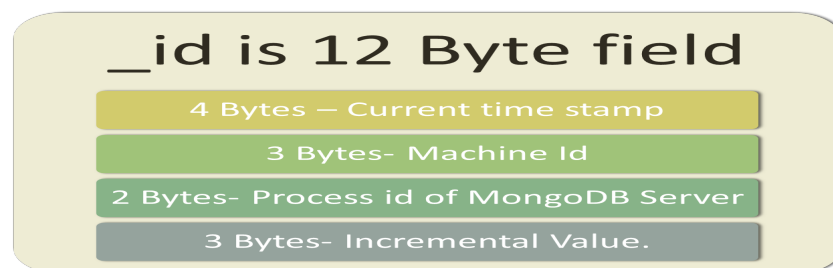 _id is 12 Byte field
4 Bytes – Current time stamp
3 Bytes- Machine Id
2 Bytes- Process id of MongoDB Server
3 Bytes- Incremental Value.